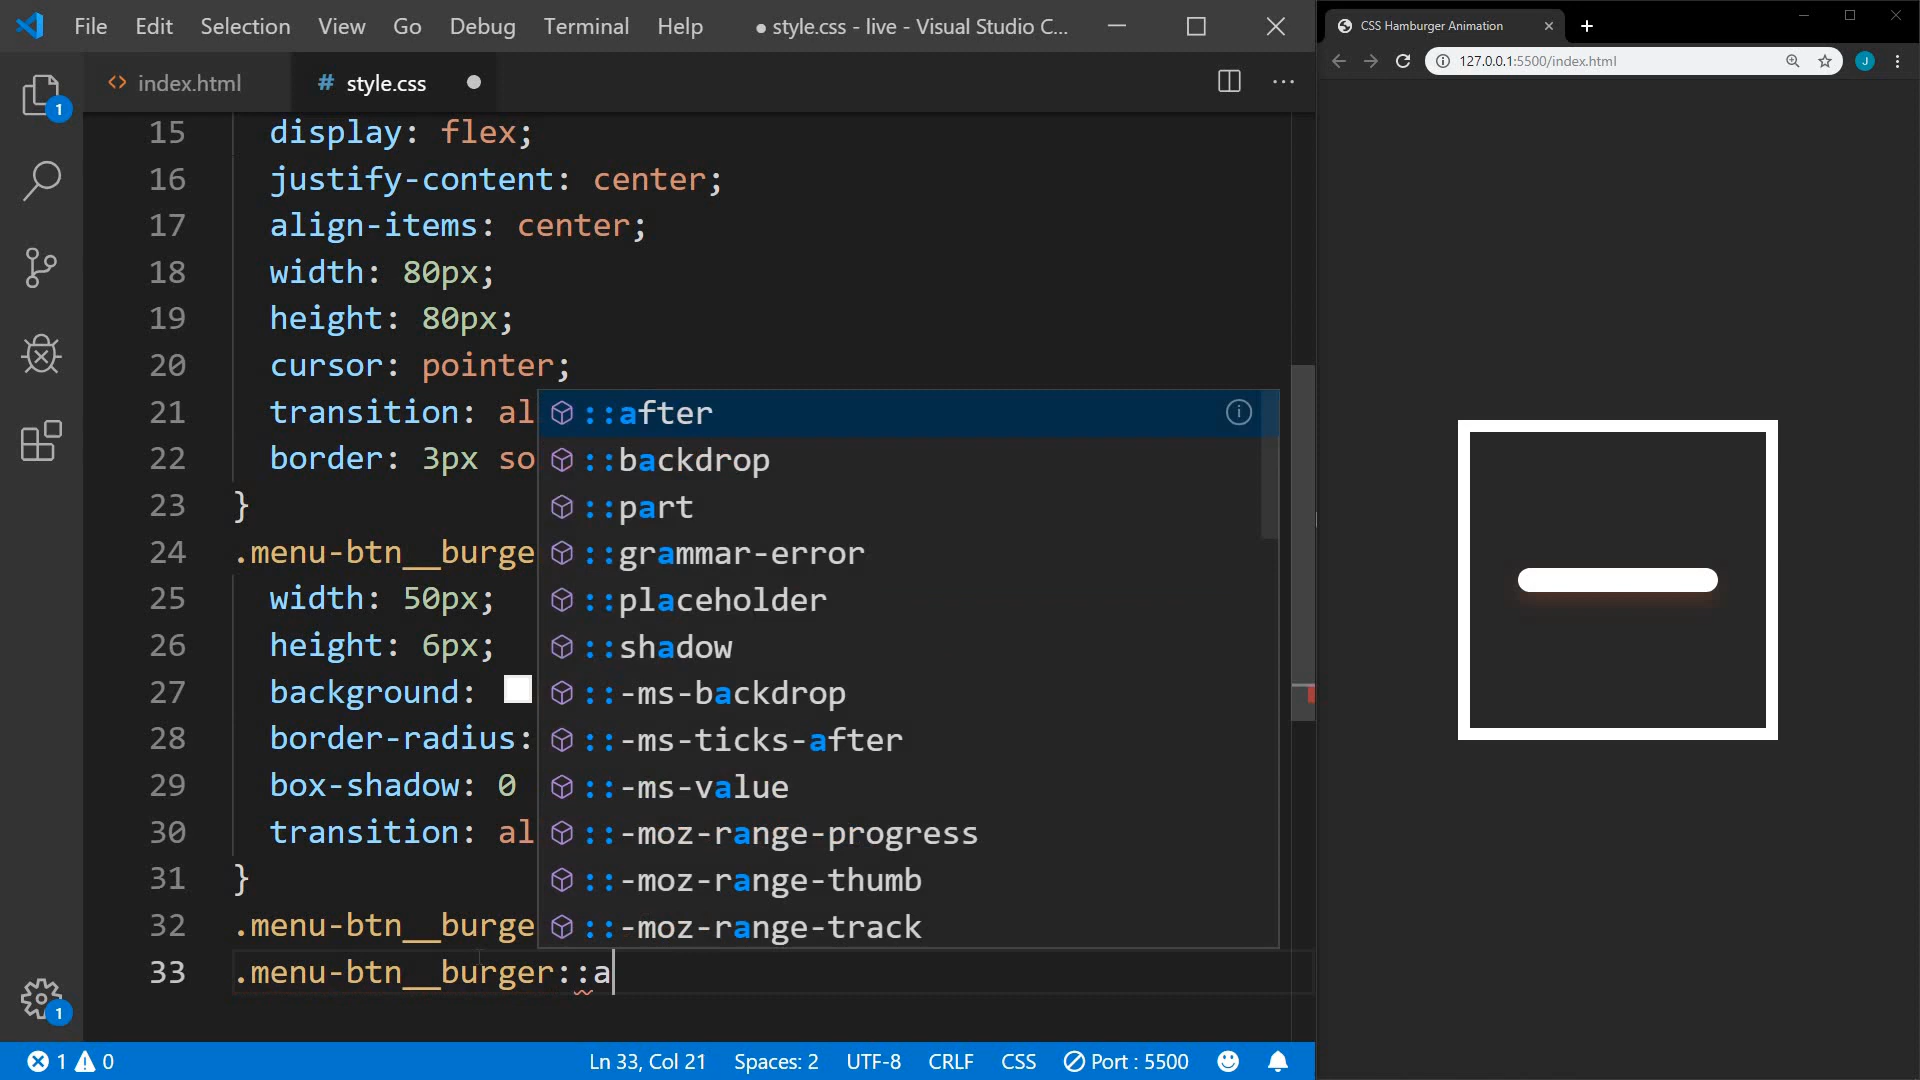 File Edit Selection View Go Debug Terminal Help ● style.css - live - Visual Studio C...
CSS Hamburger Animation
127.0.0.1:5500/index.html
J
1
index.html
# style.css
15 display: flex;
16 justify-content: center;
17 align-items: center;
18 width: 80px;
19 height: 80px;
20 cursor: pointer;
21 transition: al
22 border: 3px so
23 }
24 .menu-btn__burge
25 width: 50px;
26 height: 6px;
27 background:
28 border-radius:
29 box-shadow: 0
30 transition: al
31 }
32 .menu-btn__burge
33 .menu-btn__burger::a
::after
::backdrop
::part
::grammar-error
::placeholder
::shadow
::-ms-backdrop
::-ms-ticks-after
::-ms-value
::-moz-range-progress
::-moz-range-thumb
::-moz-range-track
1
1 0 Ln 33, Col 21 Spaces: 2 UTF-8 CRLF CSS Port : 5500